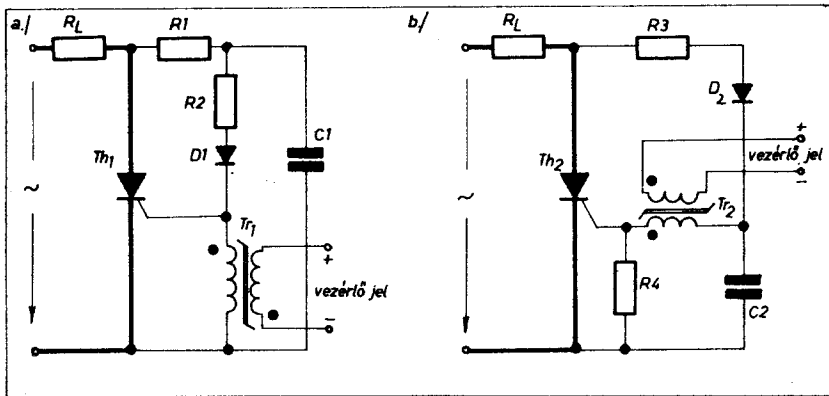 a./
R_L
R1
R2
D1
C1
Th₁
~
Tr₁
+
vezérlő jel
−
b./
R_L
R3
D₂
+
vezérlő jel
−
Th₂
~
Tr₂
R4
C2